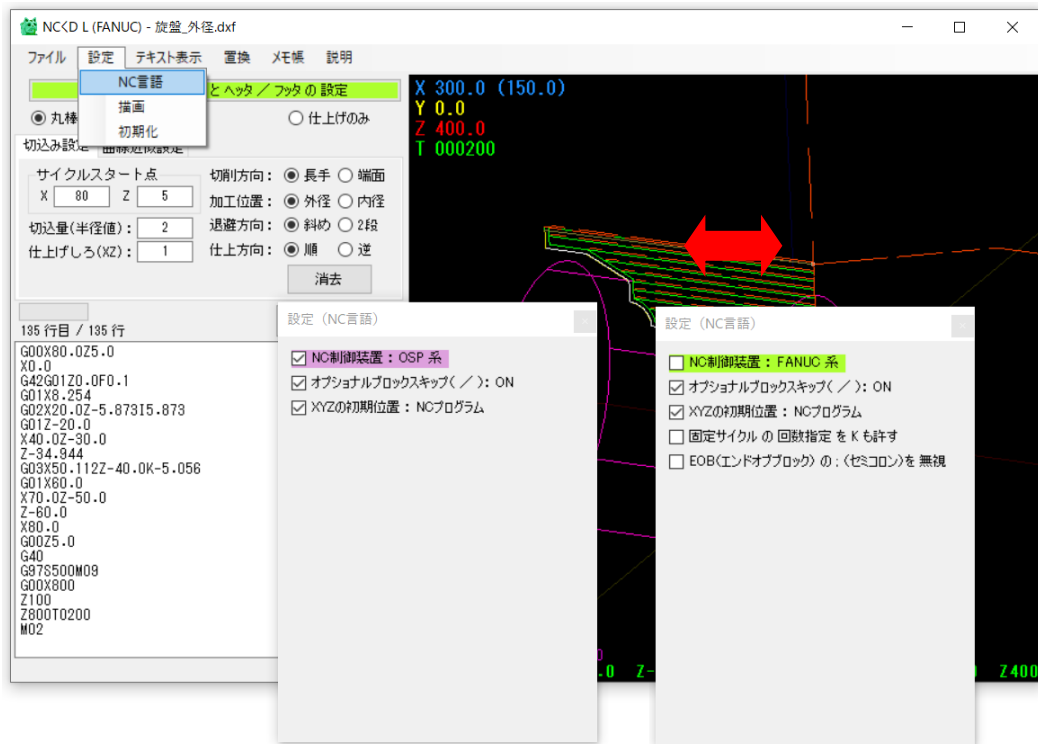 NC<D L (FANUC) - 旋盤_外径.dxf
ファイル 設定 テキスト表示 置換 メモ帳 説明
NC言語
描画
初期化
と ヘッダ / フッタ の 設定
丸棒
仕上げのみ
切込み設定 曲線近似設定
サイクルスタート点
X 80 Z 5
切込量(半径値): 2
仕上げしろ(XZ): 1
切削方向: 長手 端面
加工位置: 外径 内径
退避方向: 斜め 2段
仕上方向: 順 逆
消去
135 行目 / 135 行
G00X80.0Z5.0
X0.0
G42G01Z0.0F0.1
G01X8.254
G02X20.0Z-5.873I5.873
G01Z-20.0
X40.0Z-30.0
Z-34.944
G03X50.112Z-40.0K-5.056
G01X60.0
X70.0Z-50.0
Z-60.0
X80.0
G00Z5.0
G40
G97S500M09
G00X800
Z100
Z800T0200
M02
X 300.0 (150.0)
Y 0.0
Z 400.0
T 000200
設定(NC言語)
NC制御装置:OSP 系
オプショナルブロックスキップ( / ): ON
XYZの初期位置:NCプログラム
設定(NC言語)
NC制御装置:FANUC 系
オプショナルブロックスキップ( / ): ON
XYZの初期位置:NCプログラム
固定サイクル の 回数指定 を K も許す
EOB(エンドオブブロック) の ; (セミコロン)を 無視
.0 Z-
Z400